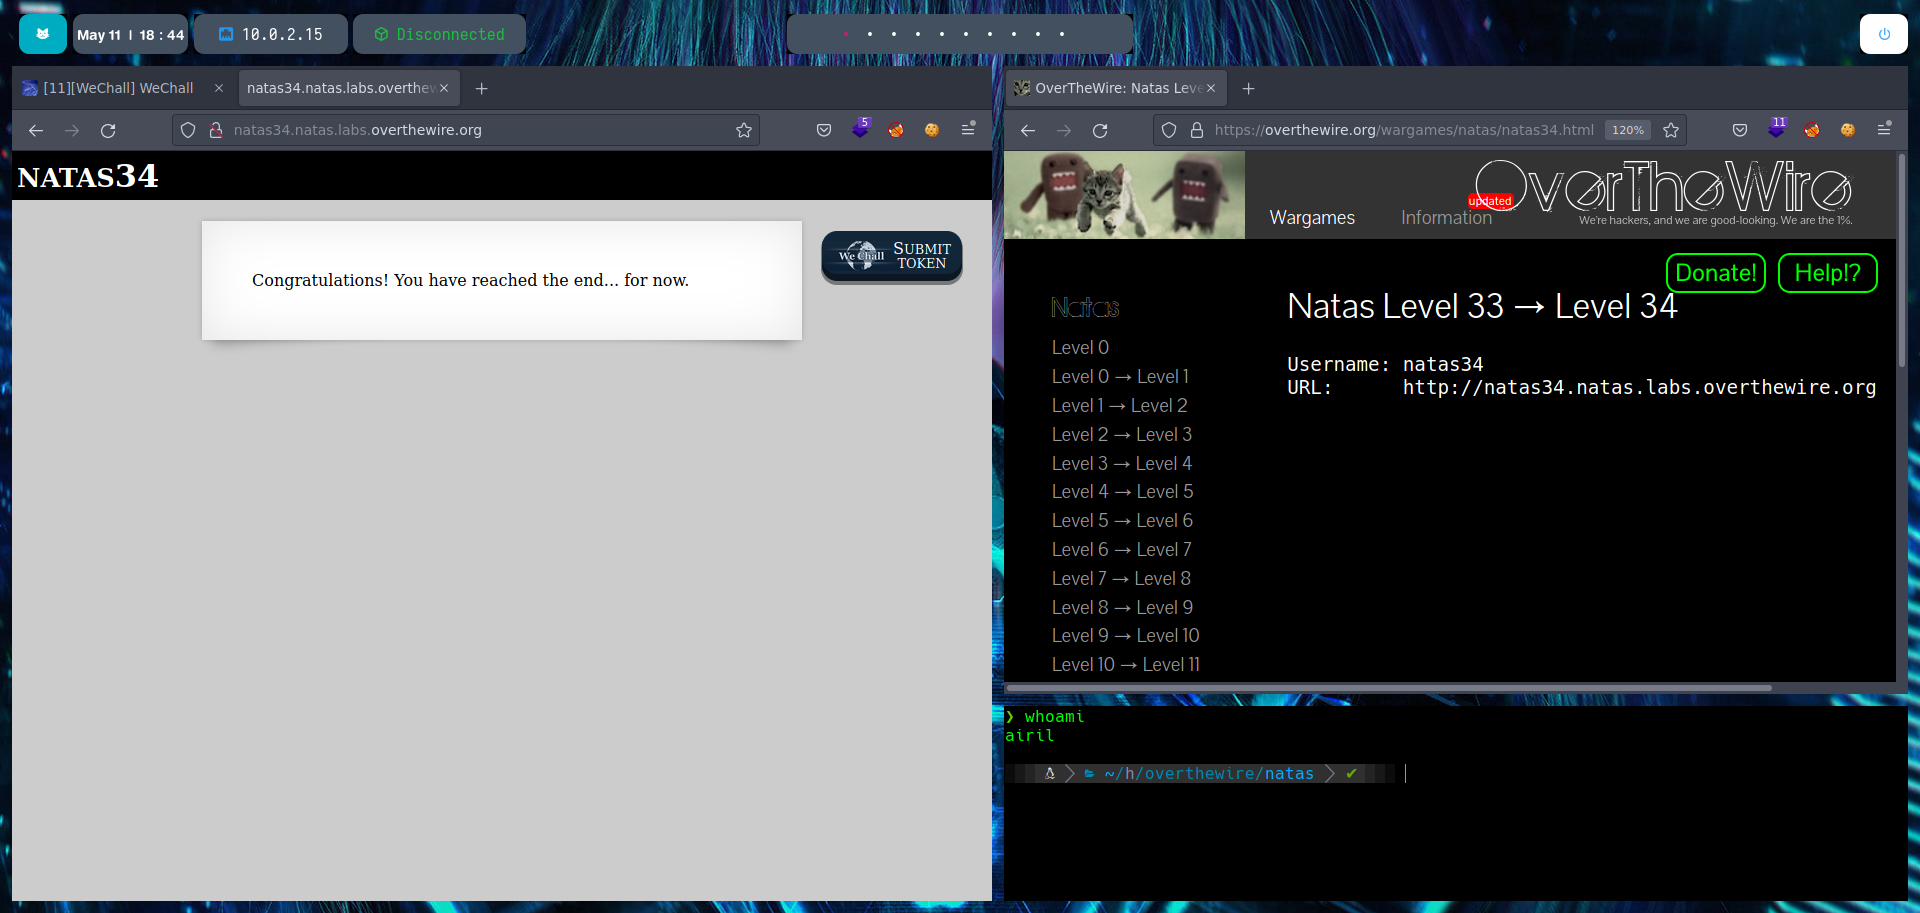 May 11 | 18 : 44
10.0.2.15
Disconnected
[11][WeChall] WeChall
natas34.natas.labs.overthew
natas34.natas.labs.overthewire.org
5
NATAS34
Congratulations! You have reached the end... for now.
We Chall
SUBMIT
TOKEN
OverTheWire: Natas Leve
https://overthewire.org/wargames/natas/natas34.html
120%
11
OverTheWire
updated
Wargames
Information
We're hackers, and we are good-looking. We are the 1%.
Donate!
Help!?
Natas
Level 0
Level 0 → Level 1
Level 1 → Level 2
Level 2 → Level 3
Level 3 → Level 4
Level 4 → Level 5
Level 5 → Level 6
Level 6 → Level 7
Level 7 → Level 8
Level 8 → Level 9
Level 9 → Level 10
Level 10 → Level 11
Natas Level 33 → Level 34
Username: natas34
URL: http://natas34.natas.labs.overthewire.org
❯ whoami
airil
~/h/overthewire/natas ✔